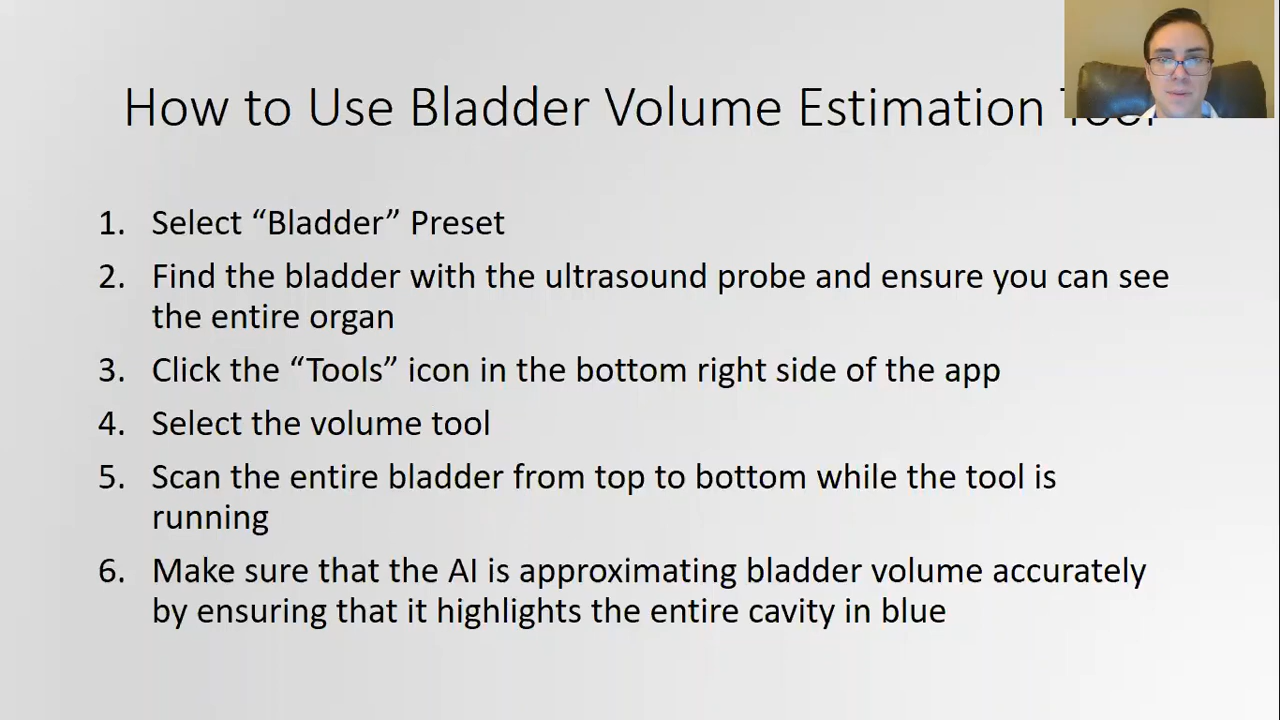 How to Use Bladder Volume Estimation
1. Select “Bladder” Preset
2. Find the bladder with the ultrasound probe and ensure you can see
the entire organ
3. Click the “Tools” icon in the bottom right side of the app
4. Select the volume tool
5. Scan the entire bladder from top to bottom while the tool is
running
6. Make sure that the AI is approximating bladder volume accurately
by ensuring that it highlights the entire cavity in blue